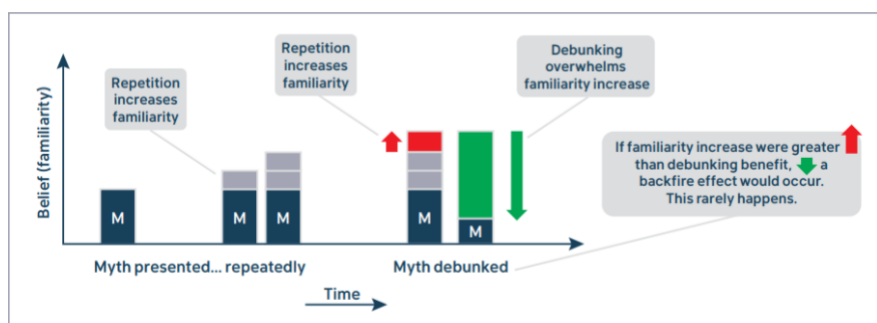 Repetition
increases
familiarity
Repetition
increases
familiarity
Debunking
overwhelms
familiarity increase
If familiarity increase were greater
than debunking benefit, a
backfire effect would occur.
This rarely happens.
Belief (familiarity)
M
M
M
M
M
Myth presented... repeatedly
Myth debunked
Time